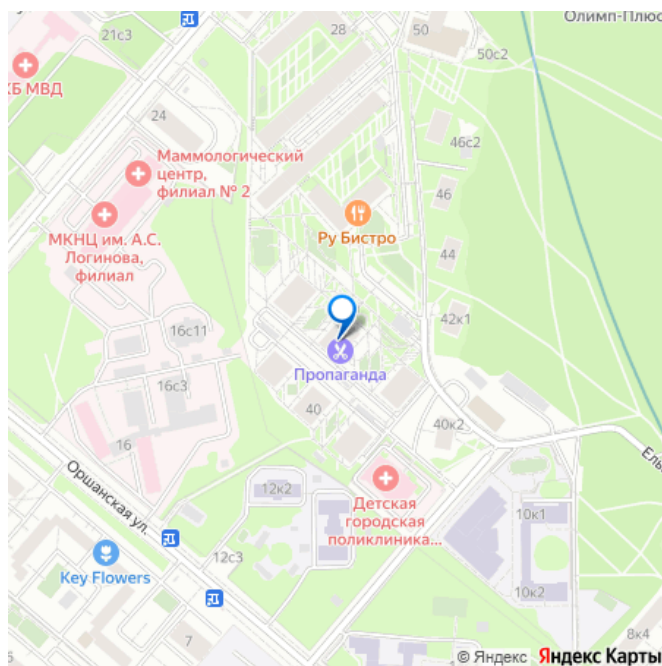 Олимп-Плюс
21с3
28
50
50с2
КБ МВД
24
46с2
Маммологический
центр,
филиал № 2
46
МКНЦ им. А.С.
Логинова,
филиал
Ру Бистро
44
42к1
16с11
Пропаганда
16с3
40
40к2
16
Оршанская ул.
12к2
Детская
городская
поликлиника...
10к1
12с3
Key Flowers
10к2
7
8к4
© Яндекс Яндекс Карты